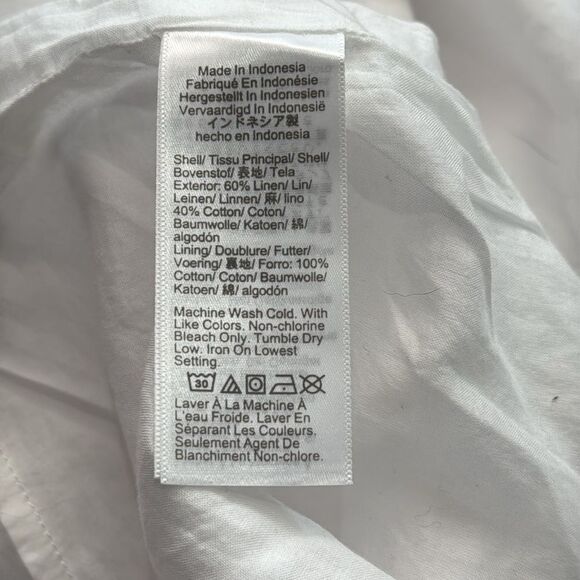 Made In Indonesia
Fabriqué En Indonésie
Hergestellt In Indonesien
Vervaardigd In Indonesië
インドネシア製
hecho en Indonesia
Shell/ Tissu Principal/ Shell/
Bovenstof/ 表地/ Tela
Exterior: 60% Linen/ Lin/
Leinen/ Linnen/ 麻/ lino
40% Cotton/ Coton/
Baumwolle/ Katoen/ 綿/
algodón
Lining/ Doublure/ Futter/
Voering/ 裏地/ Forro: 100%
Cotton/ Coton/ Baumwolle/
Katoen/ 綿/ algodón
Machine Wash Cold. With
Like Colors. Non-chlorine
Bleach Only. Tumble Dry
Low. Iron On Lowest
Setting.
30
Laver À La Machine À
L'eau Froide. Laver En
Séparant Les Couleurs.
Seulement Agent De
Blanchiment Non-chlore.